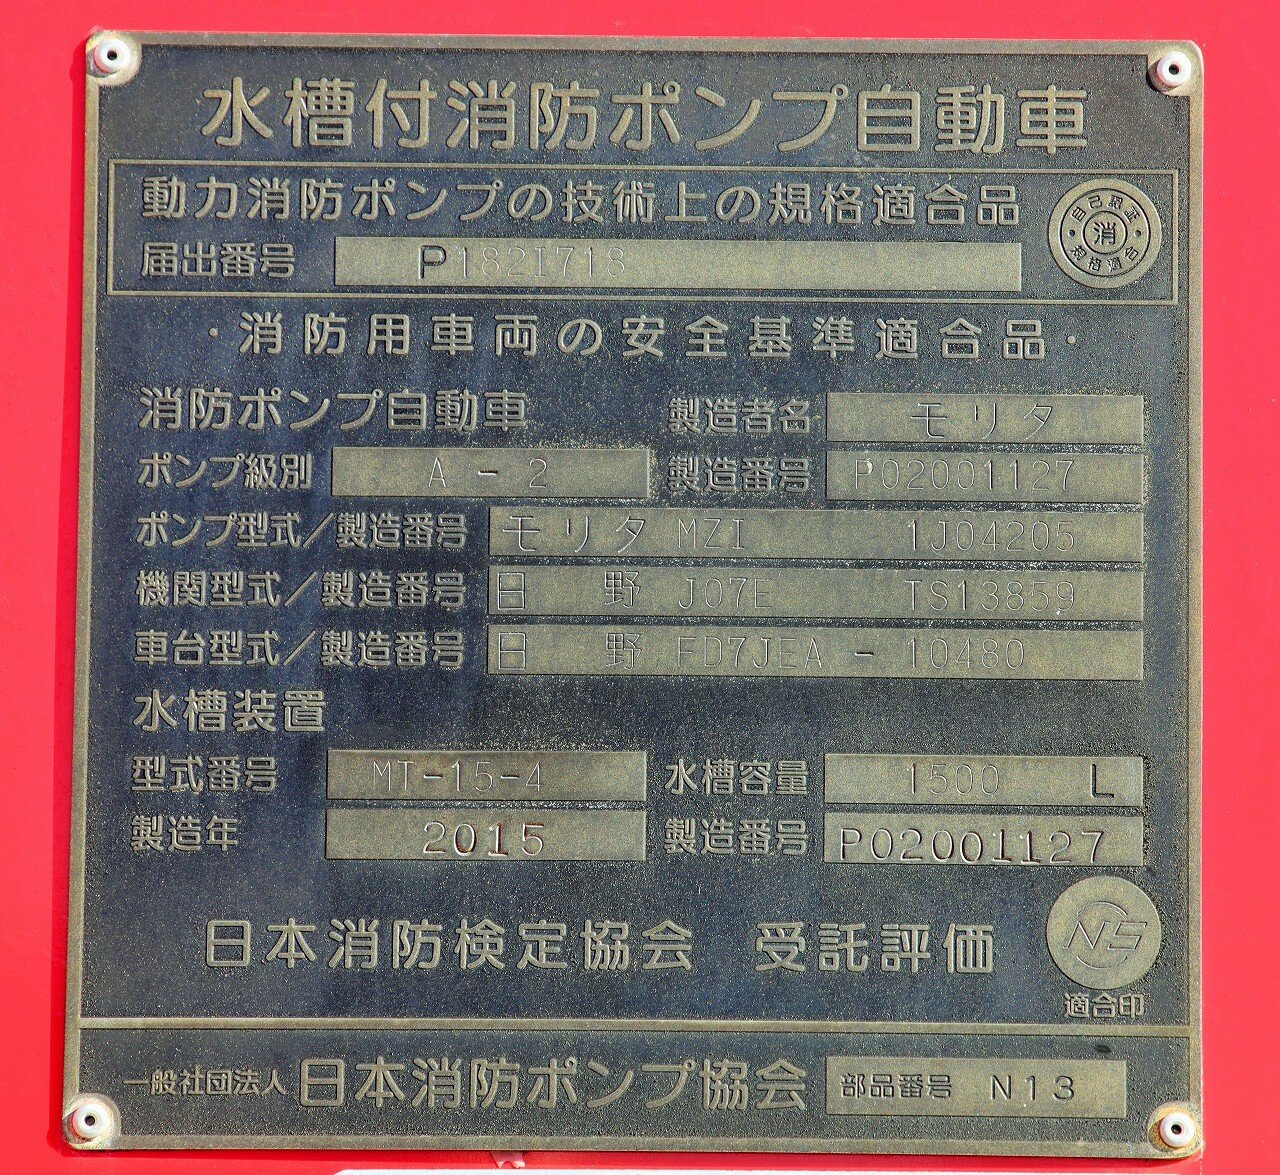 水槽付消防ポンプ自動車
動力消防ポンプの技術上の規格適合品
届出番号 P182I718
自己認証 消 規格適合
・消防用車両の安全基準適合品・
消防ポンプ自動車 製造者名 モリタ
ポンプ級別 A-2 製造番号 P02001127
ポンプ型式/製造番号 モリタ MZI 1J04205
機関型式/製造番号 日野 J07E TS13859
車台型式/製造番号 日野 FD7JEA - 10480
水槽装置
型式番号 MT-15-4 水槽容量 1500 L
製造年 2015 製造番号 P02001127
日本消防検定協会 受託評価 NS
適合印
一般社団法人 日本消防ポンプ協会 部品番号 N13